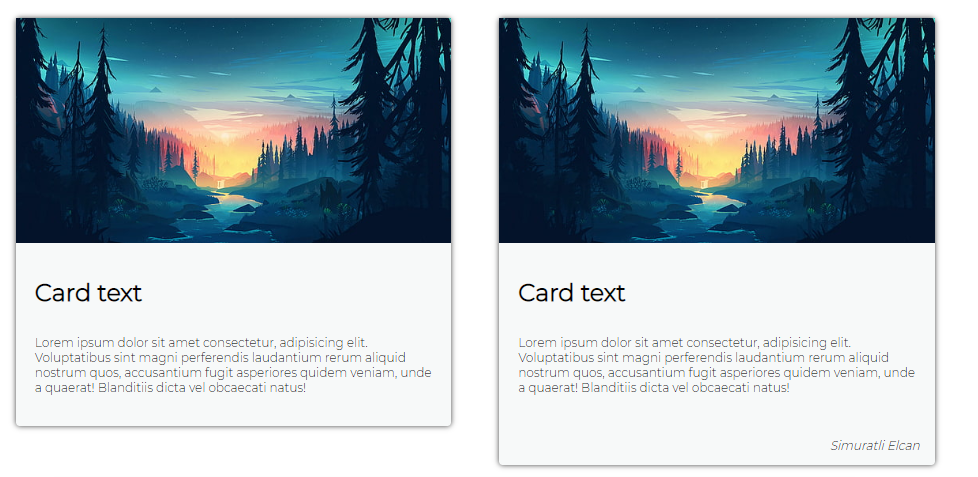 Card text
Lorem ipsum dolor sit amet consectetur, adipisicing elit.
Voluptatibus sint magni perferendis laudantium rerum aliquid
nostrum quos, accusantium fugit asperiores quidem veniam, unde
a quaerat! Blanditiis dicta vel obcaecati natus!
Card text
Lorem ipsum dolor sit amet consectetur, adipisicing elit.
Voluptatibus sint magni perferendis laudantium rerum aliquid
nostrum quos, accusantium fugit asperiores quidem veniam, unde
a quaerat! Blanditiis dicta vel obcaecati natus!
Simuratli Elcan